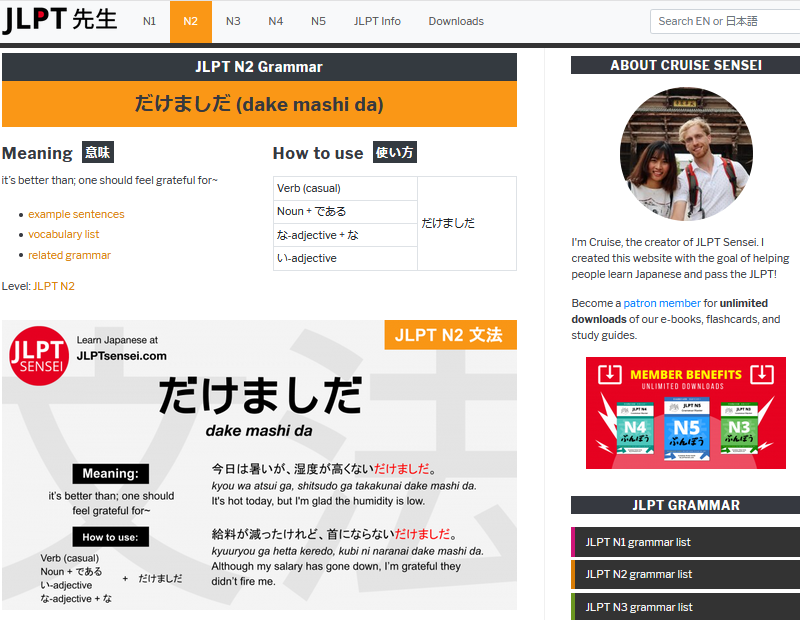 JLPT 先生
N1 N2 N3 N4 N5 JLPT Info Downloads
Search EN or 日本語
JLPT N2 Grammar
だけましだ (dake mashi da)
Meaning 意味
it's better than; one should feel grateful for~
example sentences
vocabulary list
related grammar
Level: JLPT N2
How to use 使い方
Verb (casual)
Noun + である
な-adjective + な
い-adjective
だけましだ
JLPT
SENSEI
Learn Japanese at
JLPTsensei.com
JLPT N2 文法
文法
だけましだ
dake mashi da
Meaning:
it's better than; one should
feel grateful for~
How to use:
Verb (casual)
Noun + である
い-adjective
な-adjective + な
+ だけましだ
今日は暑いが、湿度が高くないだけましだ。
kyou wa atsui ga, shitsudo ga takakunai dake mashi da.
It's hot today, but I'm glad the humidity is low.
給料が減ったけれど、首にならないだけましだ。
kyuuryou ga hetta keredo, kubi ni naranai dake mashi da.
Although my salary has gone down, I'm grateful they
didn't fire me.
ABOUT CRUISE SENSEI
I'm Cruise, the creator of JLPT Sensei. I
created this website with the goal of helping
people learn Japanese and pass the JLPT!
Become a patron member for unlimited
downloads of our e-books, flashcards, and
study guides.
MEMBER BENEFITS
UNLIMITED DOWNLOADS
JLPT N4
N4
ぶんぽう
JLPT N5
N5
ぶんぽう
JLPT N3
N3
ぶんぽう
JLPT GRAMMAR
JLPT N1 grammar list
JLPT N2 grammar list
JLPT N3 grammar list